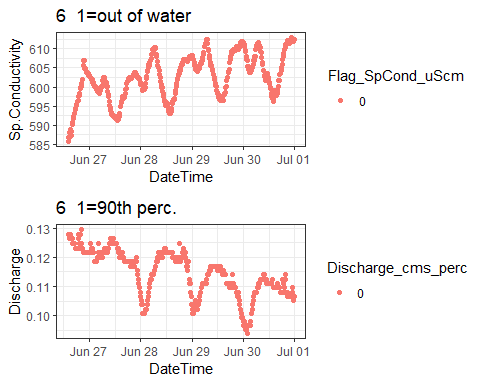 6 1=out of water
Sp.Conductivity
610
605
600
595
590
585
Jun 27 Jun 28 Jun 29 Jun 30 Jul 01
DateTime
Flag_SpCond_uScm
0
6 1=90th perc.
Discharge
0.13
0.12
0.11
0.10
Jun 27 Jun 28 Jun 29 Jun 30 Jul 01
DateTime
Discharge_cms_perc
0